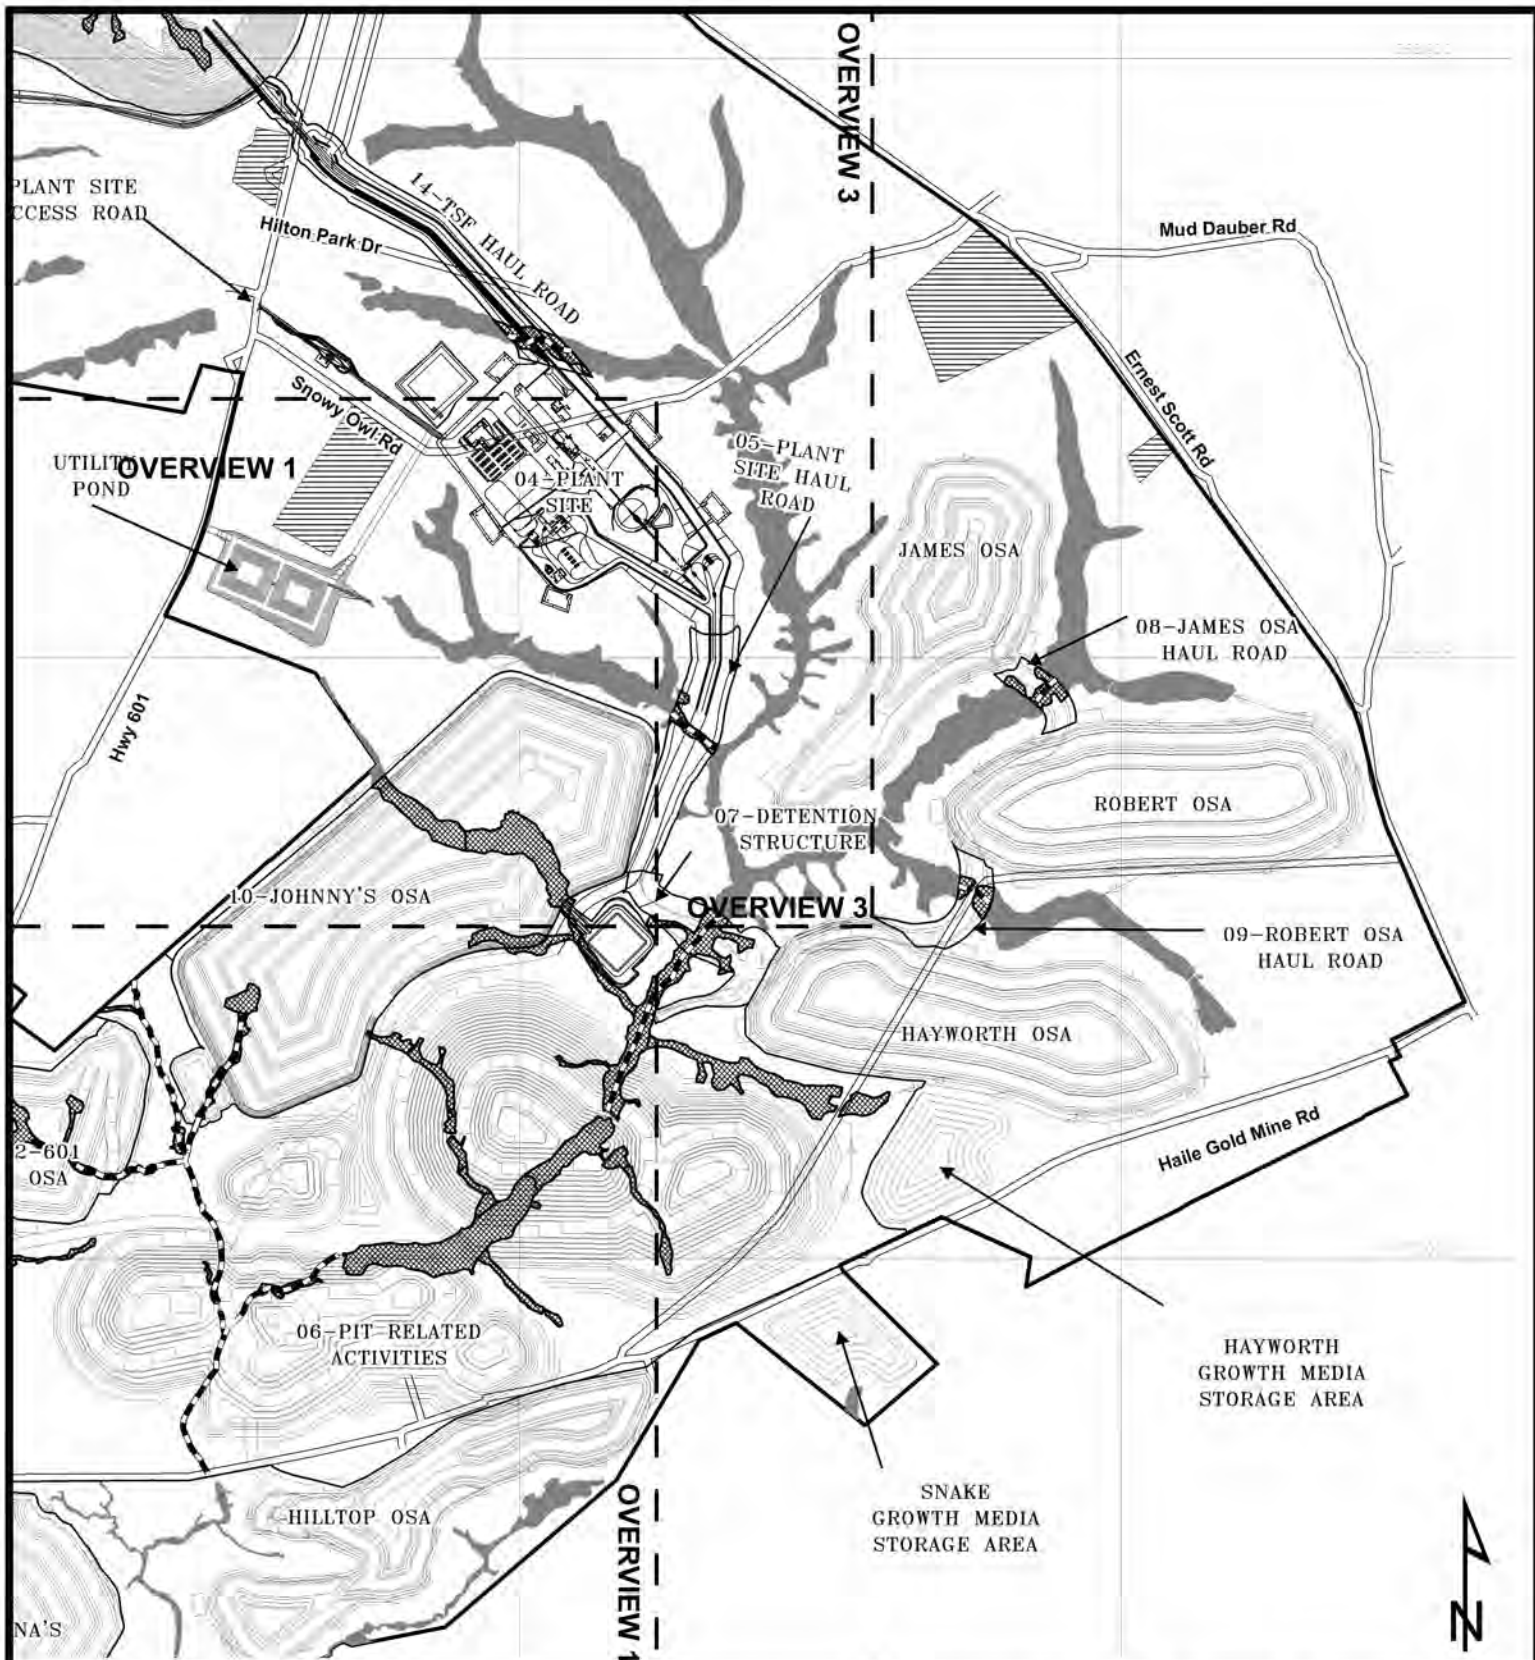 OVERVIEW 3
PLANT SITE
CCESS ROAD
Hilton Park Dr
14-TSF HAUL ROAD
Mud Dauber Rd
Ernest Scott Rd
Snowy Owl Rd
UTILITY
POND
OVERVIEW 1
04-PLANT
SITE
05-PLANT
SITE HAUL
ROAD
JAMES OSA
08-JAMES OSA
HAUL ROAD
Hwy 601
ROBERT OSA
07-DETENTION
STRUCTURE
10-JOHNNY'S OSA
OVERVIEW 3
09-ROBERT OSA
HAUL ROAD
HAYWORTH OSA
2-601
OSA
Haile Gold Mine Rd
06-PIT RELATED
ACTIVITIES
HAYWORTH
GROWTH MEDIA
STORAGE AREA
SNAKE
GROWTH MEDIA
STORAGE AREA
HILLTOP OSA
OVERVIEW 1
NA'S
N